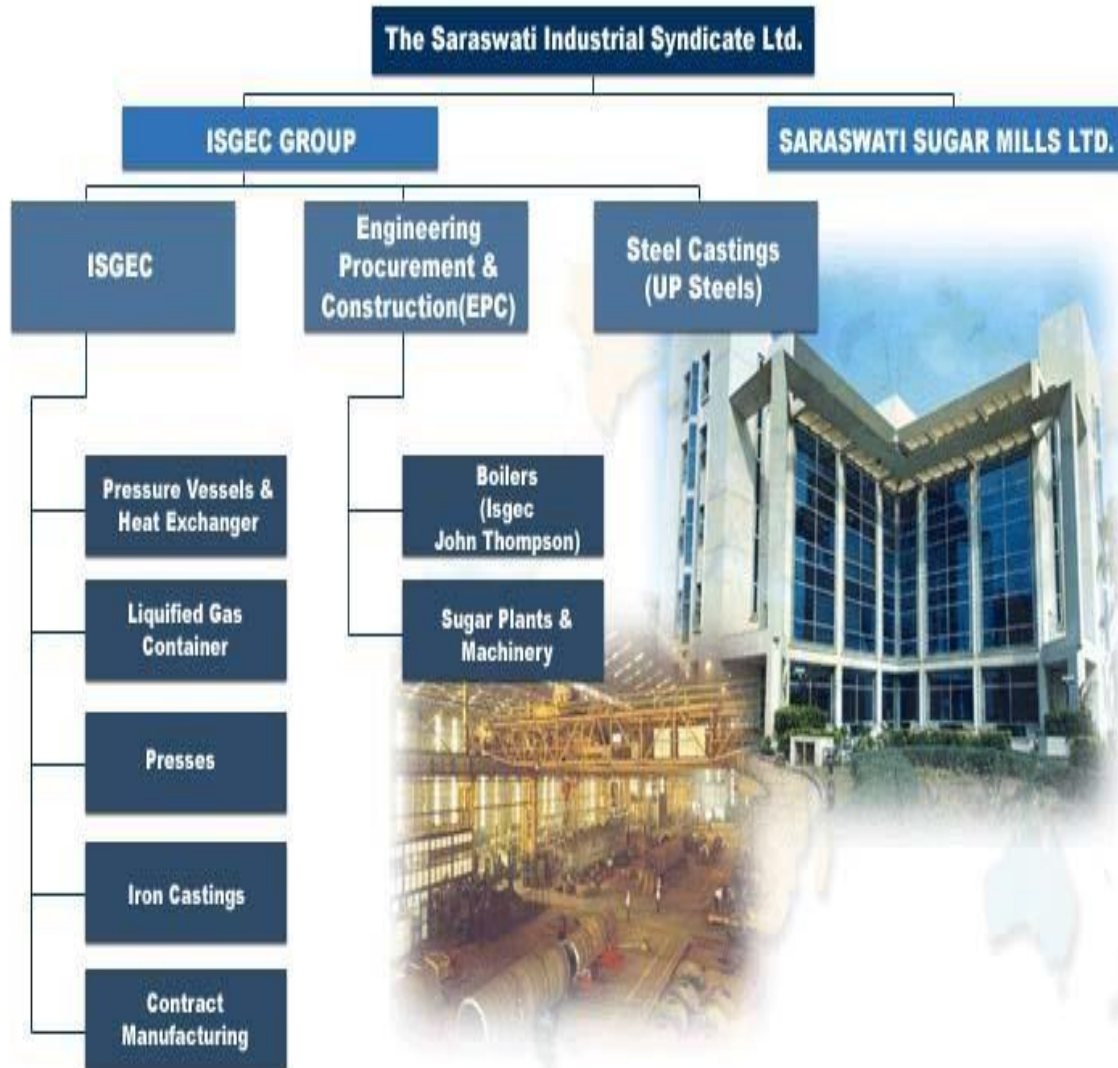 The Saraswati Industrial Syndicate Ltd.
ISGEC GROUP
SARASWATI SUGAR MILLS LTD.
ISGEC
Engineering
Procurement &
Construction(EPC)
Steel Castings
(UP Steels)
Pressure Vessels &
Heat Exchanger
Liquified Gas
Container
Presses
Iron Castings
Contract
Manufacturing
Boilers
(Isgec
John Thompson)
Sugar Plants &
Machinery